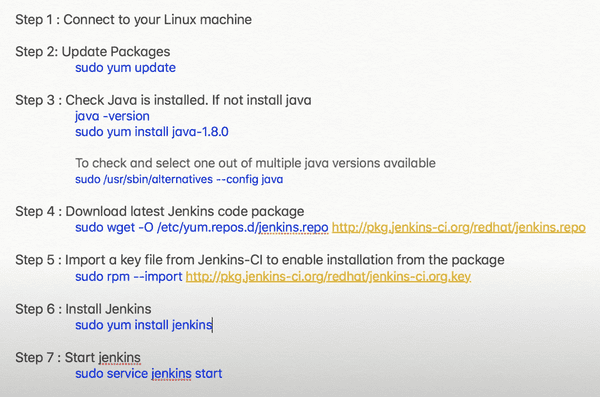 Step 1 : Connect to your Linux machine
Step 2: Update Packages
sudo yum update
Step 3 : Check Java is installed. If not install java
java -version
sudo yum install java-1.8.0
To check and select one out of multiple java versions available
sudo /usr/sbin/alternatives --config java
Step 4 : Download latest Jenkins code package
sudo wget -O /etc/yum.repos.d/jenkins.repo http://pkg.jenkins-ci.org/redhat/jenkins.repo
Step 5 : Import a key file from Jenkins-CI to enable installation from the package
sudo rpm --import http://pkg.jenkins-ci.org/redhat/jenkins-ci.org.key
Step 6 : Install Jenkins
sudo yum install jenkins
Step 7 : Start jenkins
sudo service jenkins start